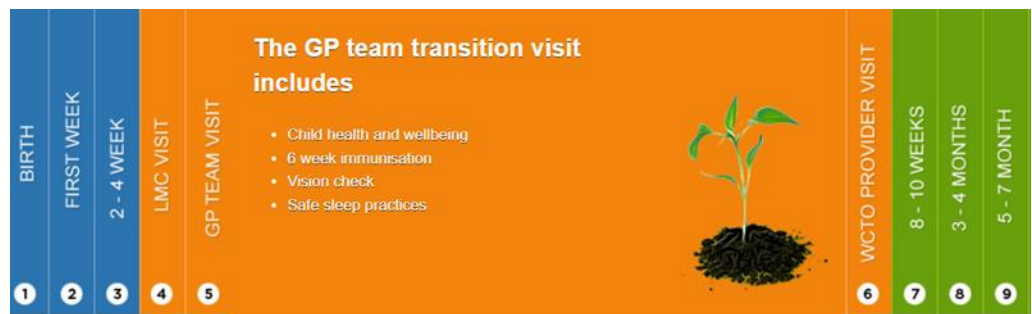 BIRTH
1
FIRST WEEK
2
2 - 4 WEEK
3
LMC VISIT
4
GP TEAM VISIT
5
The GP team transition visit
includes
• Child health and wellbeing
• 6 week immunisation
• Vision check
• Safe sleep practices
WCTO PROVIDER VISIT
6
8 - 10 WEEKS
7
3 - 4 MONTHS
8
5 - 7 MONTH
9